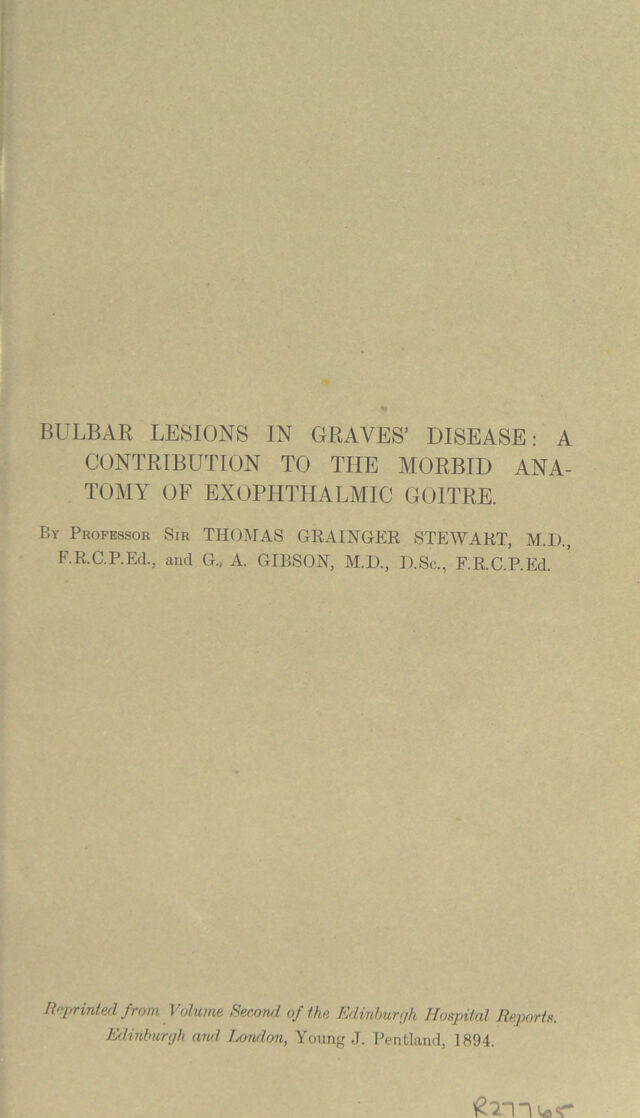 BULBAR LESIONS IN GRAVES' DISEASE: A
CONTRIBUTION TO THE MORBID ANA-
TOMY OF EXOPHTHALMIC GOITRE.
By Professor Sir THOMAS GRAINGER STEWART, M.D.,
F.R.C.P.Ed., and G. A. GIBSON, M.D., D.Sc., F.R.C.P.Ed.
Reprinted from Volume Second of the Edinburgh Hospital Reports.
Edinburgh and London, Young J. Pentland, 1894.
R27765